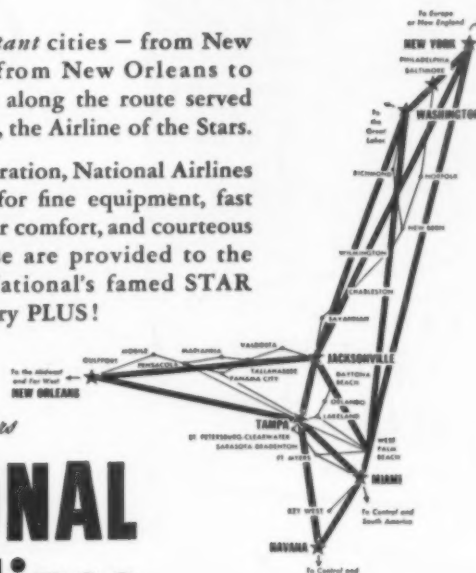 tant cities — from New
from New Orleans to
along the route served
, the Airline of the Stars.
ration, National Airlines
for fine equipment, fast
r comfort, and courteous
e are provided to the
ational's famed STAR
ry PLUS!
rs
NAL
To Europe
or New England
NEW YORK
PHILADELPHIA
BALTIMORE
WASHINGTON
To
the
Great
Lakes
RICHMOND
NORFOLK
NEW BERN
WILMINGTON
CHARLESTON
SAVANNAH
VALDOSTA
MARIANNA
MOBILE
GULFPORT
PENSACOLA
TALLAHASSEE
PANAMA CITY
JACKSONVILLE
To the Midwest
and Far West
NEW ORLEANS
DAYTONA
BEACH
ORLANDO
LAKELAND
TAMPA
ST. PETERSBURG-CLEARWATER
SARASOTA BRADENTON
FT MYERS
WEST
PALM
BEACH
MIAMI
To Central and
South America
KEY WEST
HAVANA
To Central and